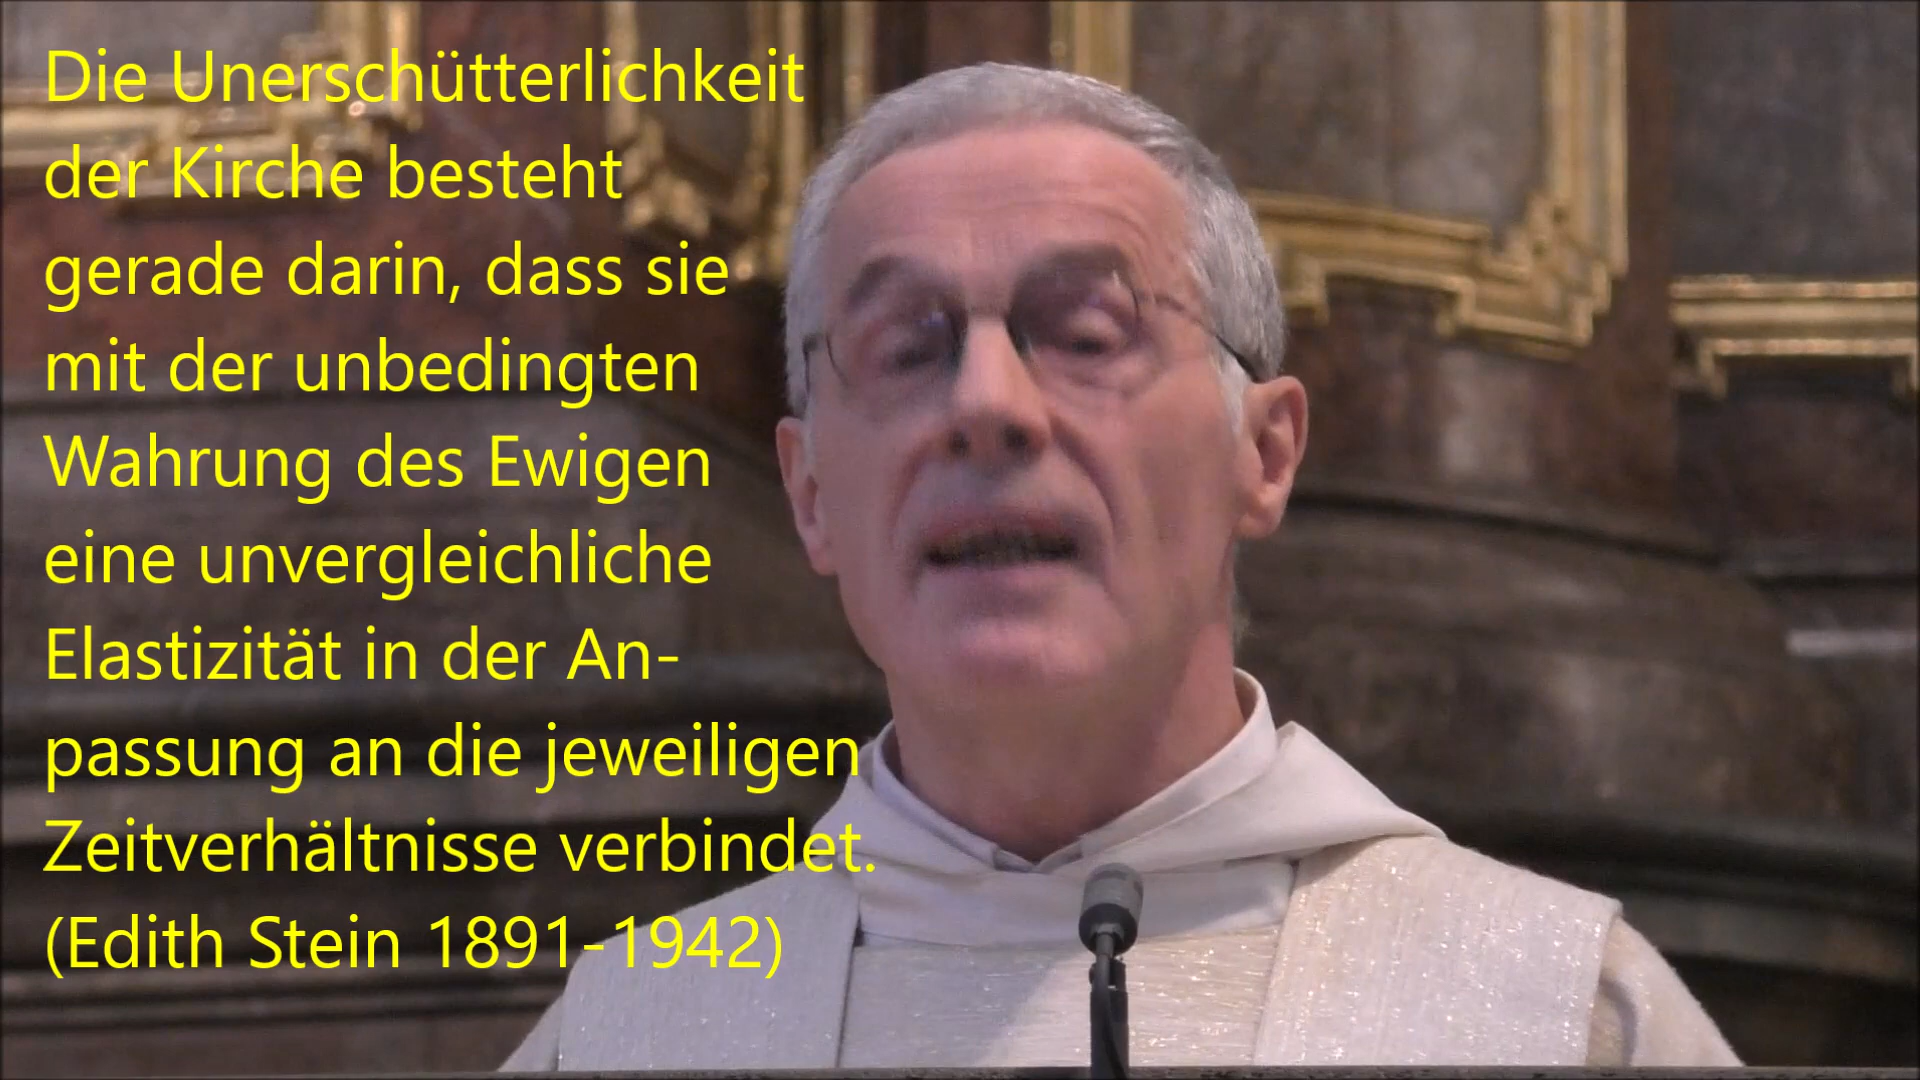 Die Unerschütterlichkeit
der Kirche besteht
gerade darin, dass sie
mit der unbedingten
Wahrung des Ewigen
eine unvergleichliche
Elastizität in der An-
passung an die jeweiligen
Zeitverhältnisse verbindet.
(Edith Stein 1891-1942)